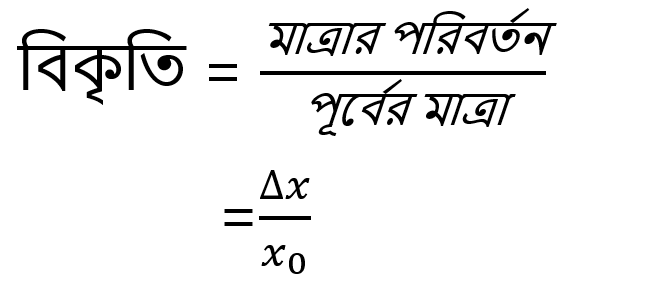 বিকৃতি = মাত্রার পরিবর্তন / পূর্বের মাত্রা
= Δx / x₀